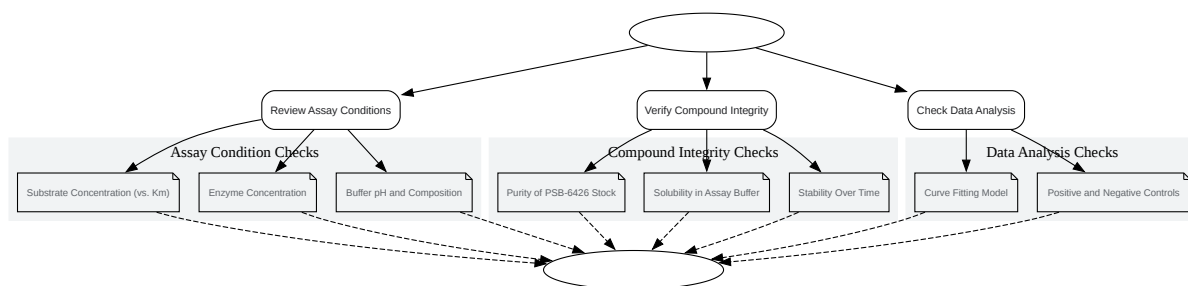 Review Assay Conditions
Verify Compound Integrity
Check Data Analysis
Assay Condition Checks
Compound Integrity Checks
Data Analysis Checks
Substrate Concentration (vs. Km)
Enzyme Concentration
Buffer pH and Composition
Purity of PSB-6426 Stock
Solubility in Assay Buffer
Stability Over Time
Curve Fitting Model
Positive and Negative Controls